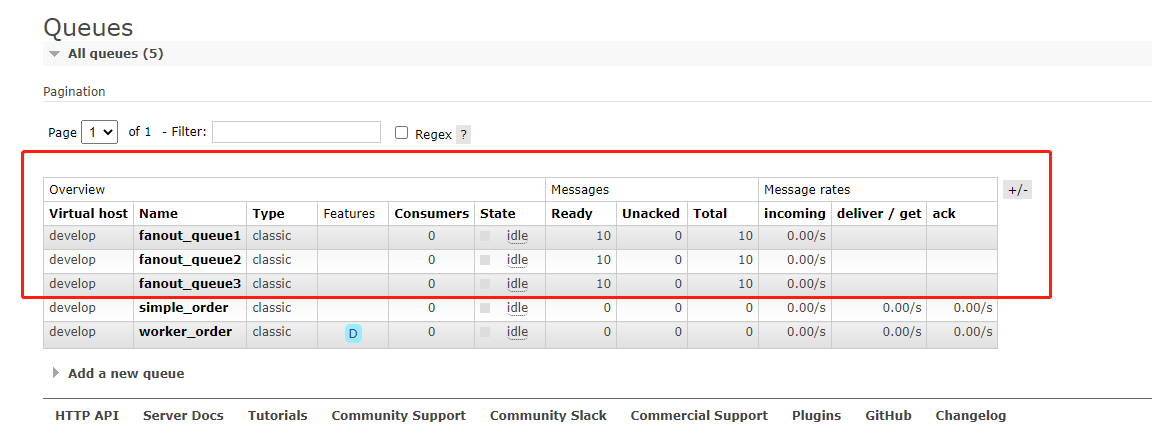 Queues
All queues (5)
Pagination
Page 1 of 1 - Filter: Regex ?
Overview Messages Message rates +/-
Virtual host Name Type Features Consumers State Ready Unacked Total incoming deliver / get ack
develop fanout_queue1 classic 0 idle 10 0 10 0.00/s
develop fanout_queue2 classic 0 idle 10 0 10 0.00/s
develop fanout_queue3 classic 0 idle 10 0 10 0.00/s
develop simple_order classic 0 idle 0 0 0 0.00/s 0.00/s 0.00/s
develop worker_order classic D 0 idle 0 0 0 0.00/s 0.00/s 0.00/s
Add a new queue
HTTP API Server Docs Tutorials Community Support Community Slack Commercial Support Plugins GitHub Changelog